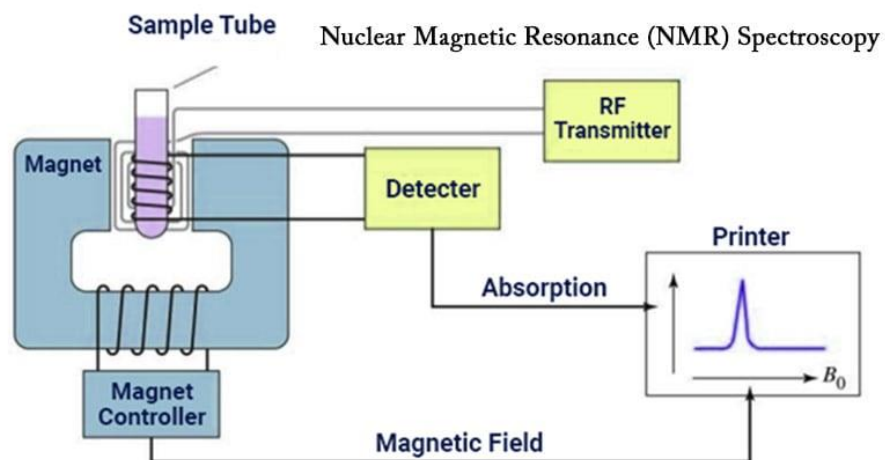 Sample Tube
Nuclear Magnetic Resonance (NMR) Spectroscopy
RF
Transmitter
Magnet
Detecter
Printer
Absorption
B₀
Magnet
Controller
Magnetic Field